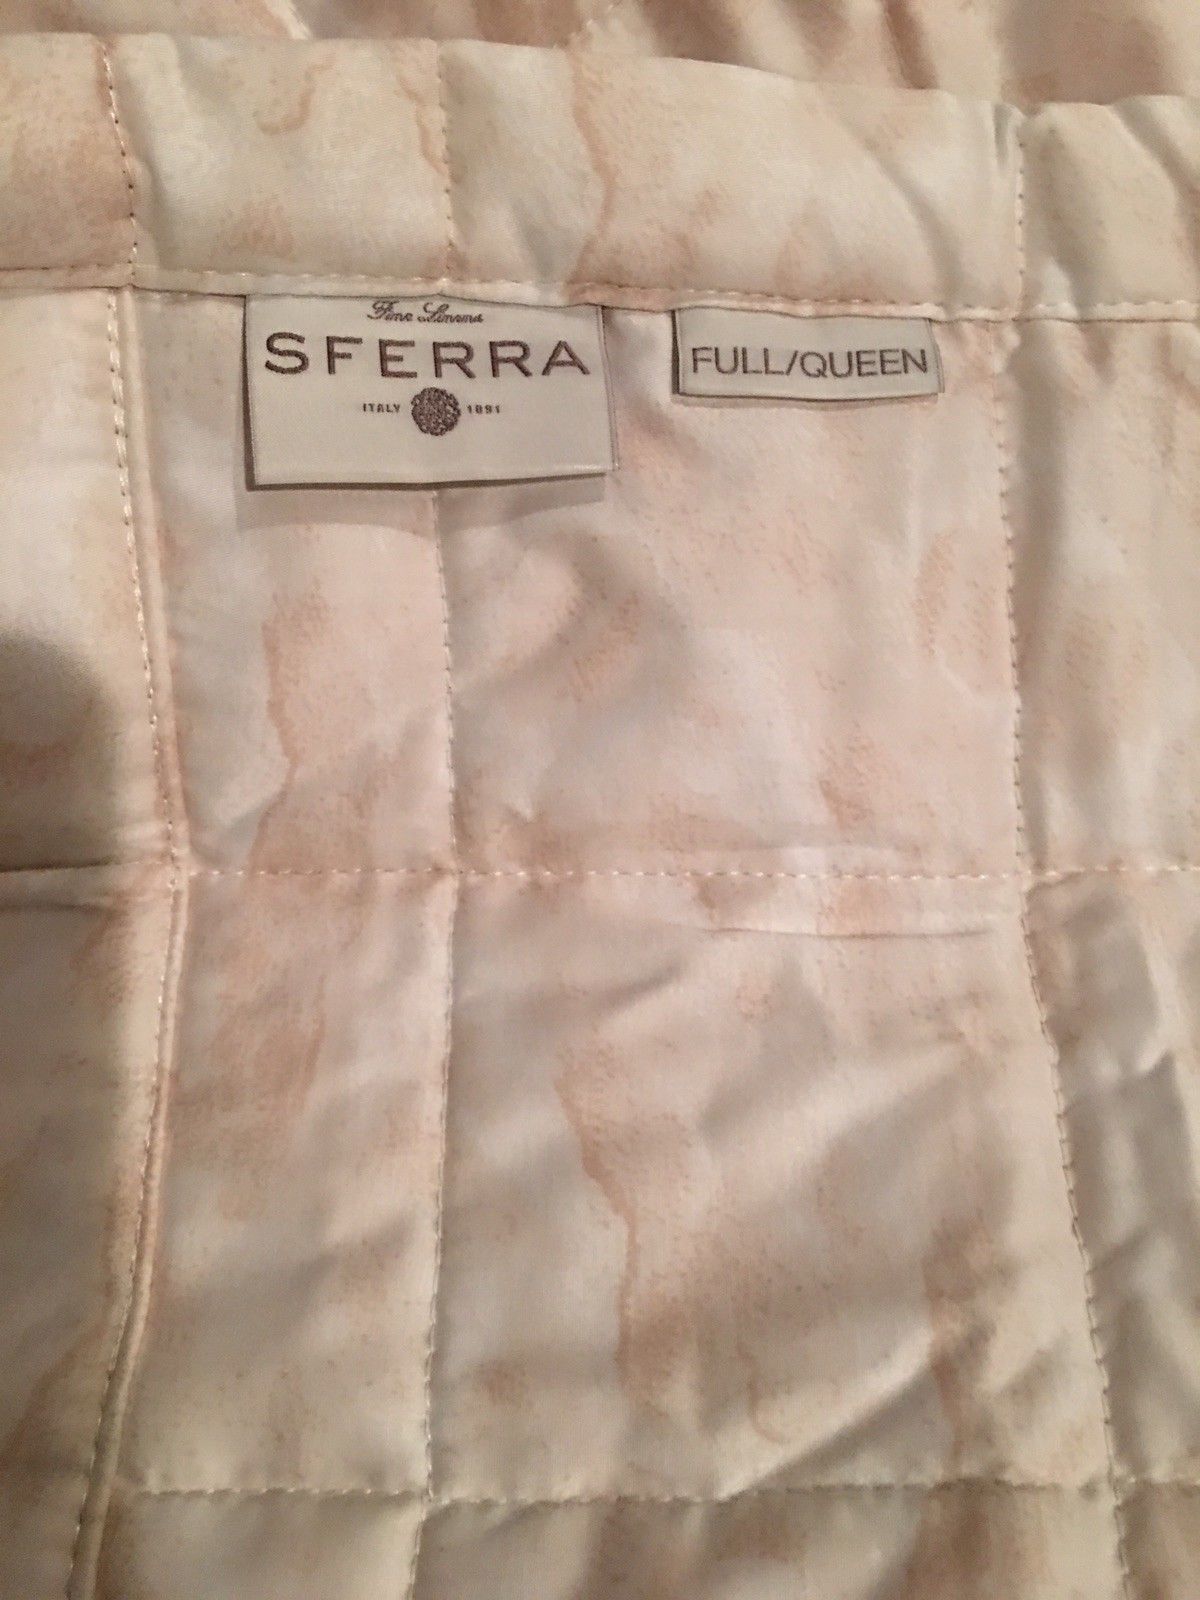 Fine Linens
SFERRA
ITALY 1891
FULL/QUEEN